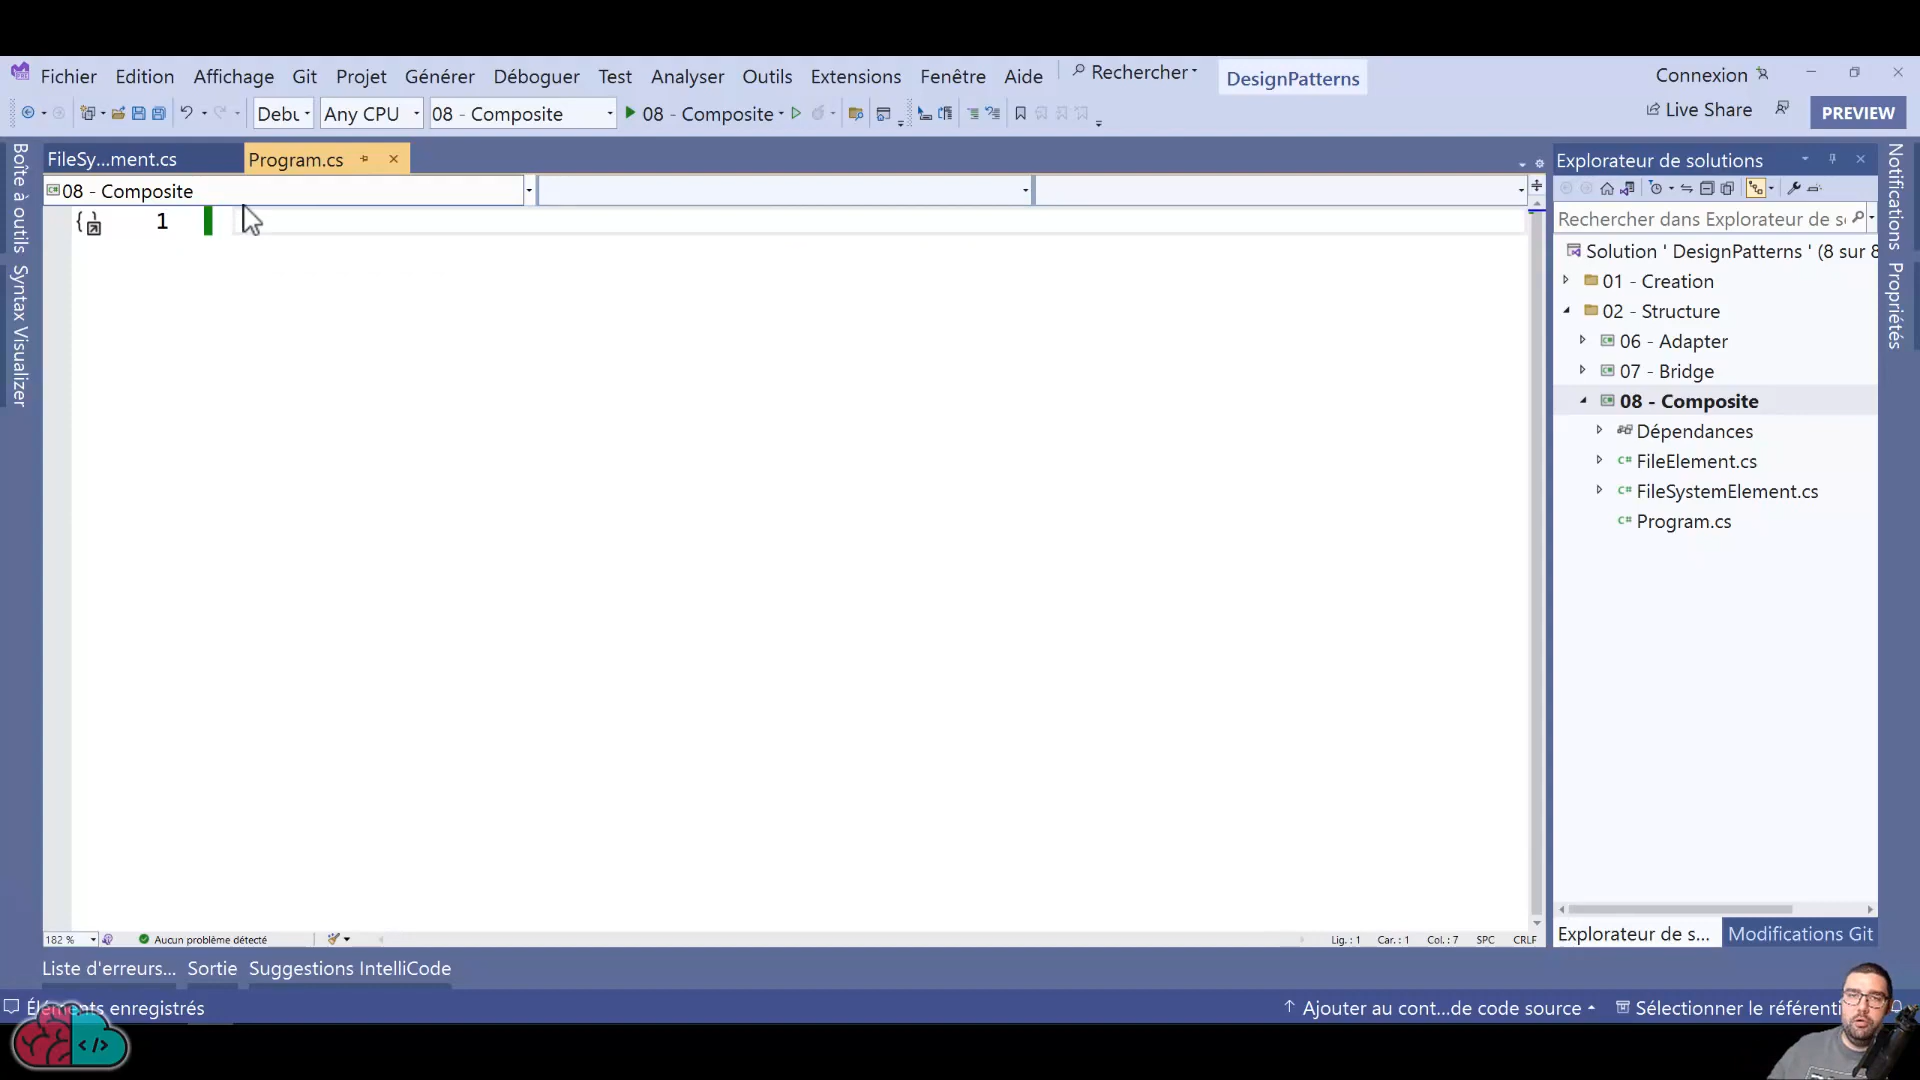 Fichier Edition Affichage Git Projet Générer Déboguer Test Analyser Outils Extensions Fenêtre Aide Rechercher DesignPatterns Connexion
Debu Any CPU 08 - Composite 08 - Composite Live Share PREVIEW
FileSy...ment.cs Program.cs
08 - Composite
1
Boîte à outils
Syntax Visualizer
Explorateur de solutions
Rechercher dans Explorateur de s
Solution ' DesignPatterns ' (8 sur 8
01 - Creation
02 - Structure
06 - Adapter
07 - Bridge
08 - Composite
Dépendances
C# FileElement.cs
C# FileSystemElement.cs
C# Program.cs
Notifications
Propriétés
182 % Aucun problème détecté Lig. : 1 Car. : 1 Col. : 7 SPC CRLF
Explorateur de s... Modifications Git
Liste d'erreurs... Sortie Suggestions IntelliCode
Éléments enregistrés Ajouter au cont...de code source Sélectionner le référenti
</>